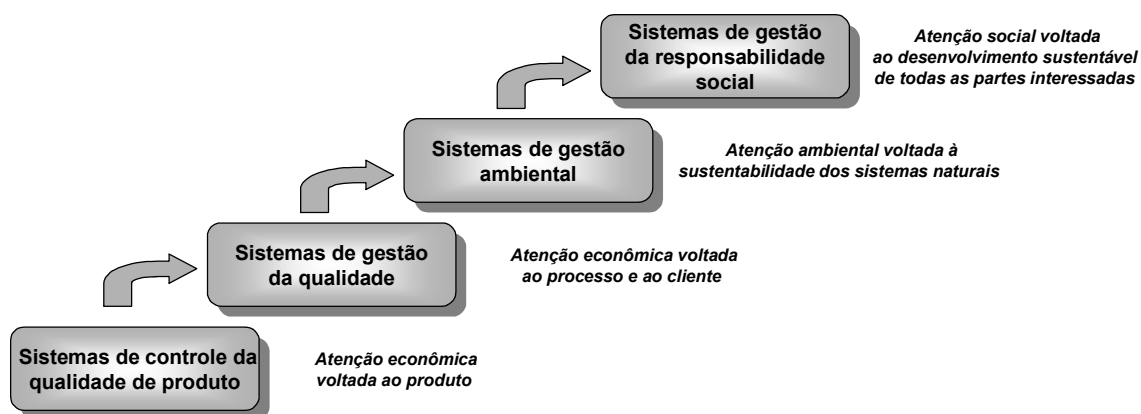 Sistemas de gestão
da responsabilidade
social
Atenção social voltada
ao desenvolvimento sustentável
de todas as partes interessadas
Sistemas de gestão
ambiental
Atenção ambiental voltada à
sustentabilidade dos sistemas naturais
Sistemas de gestão
da qualidade
Atenção econômica voltada
ao processo e ao cliente
Sistemas de controle da
qualidade de produto
Atenção econômica
voltada ao produto